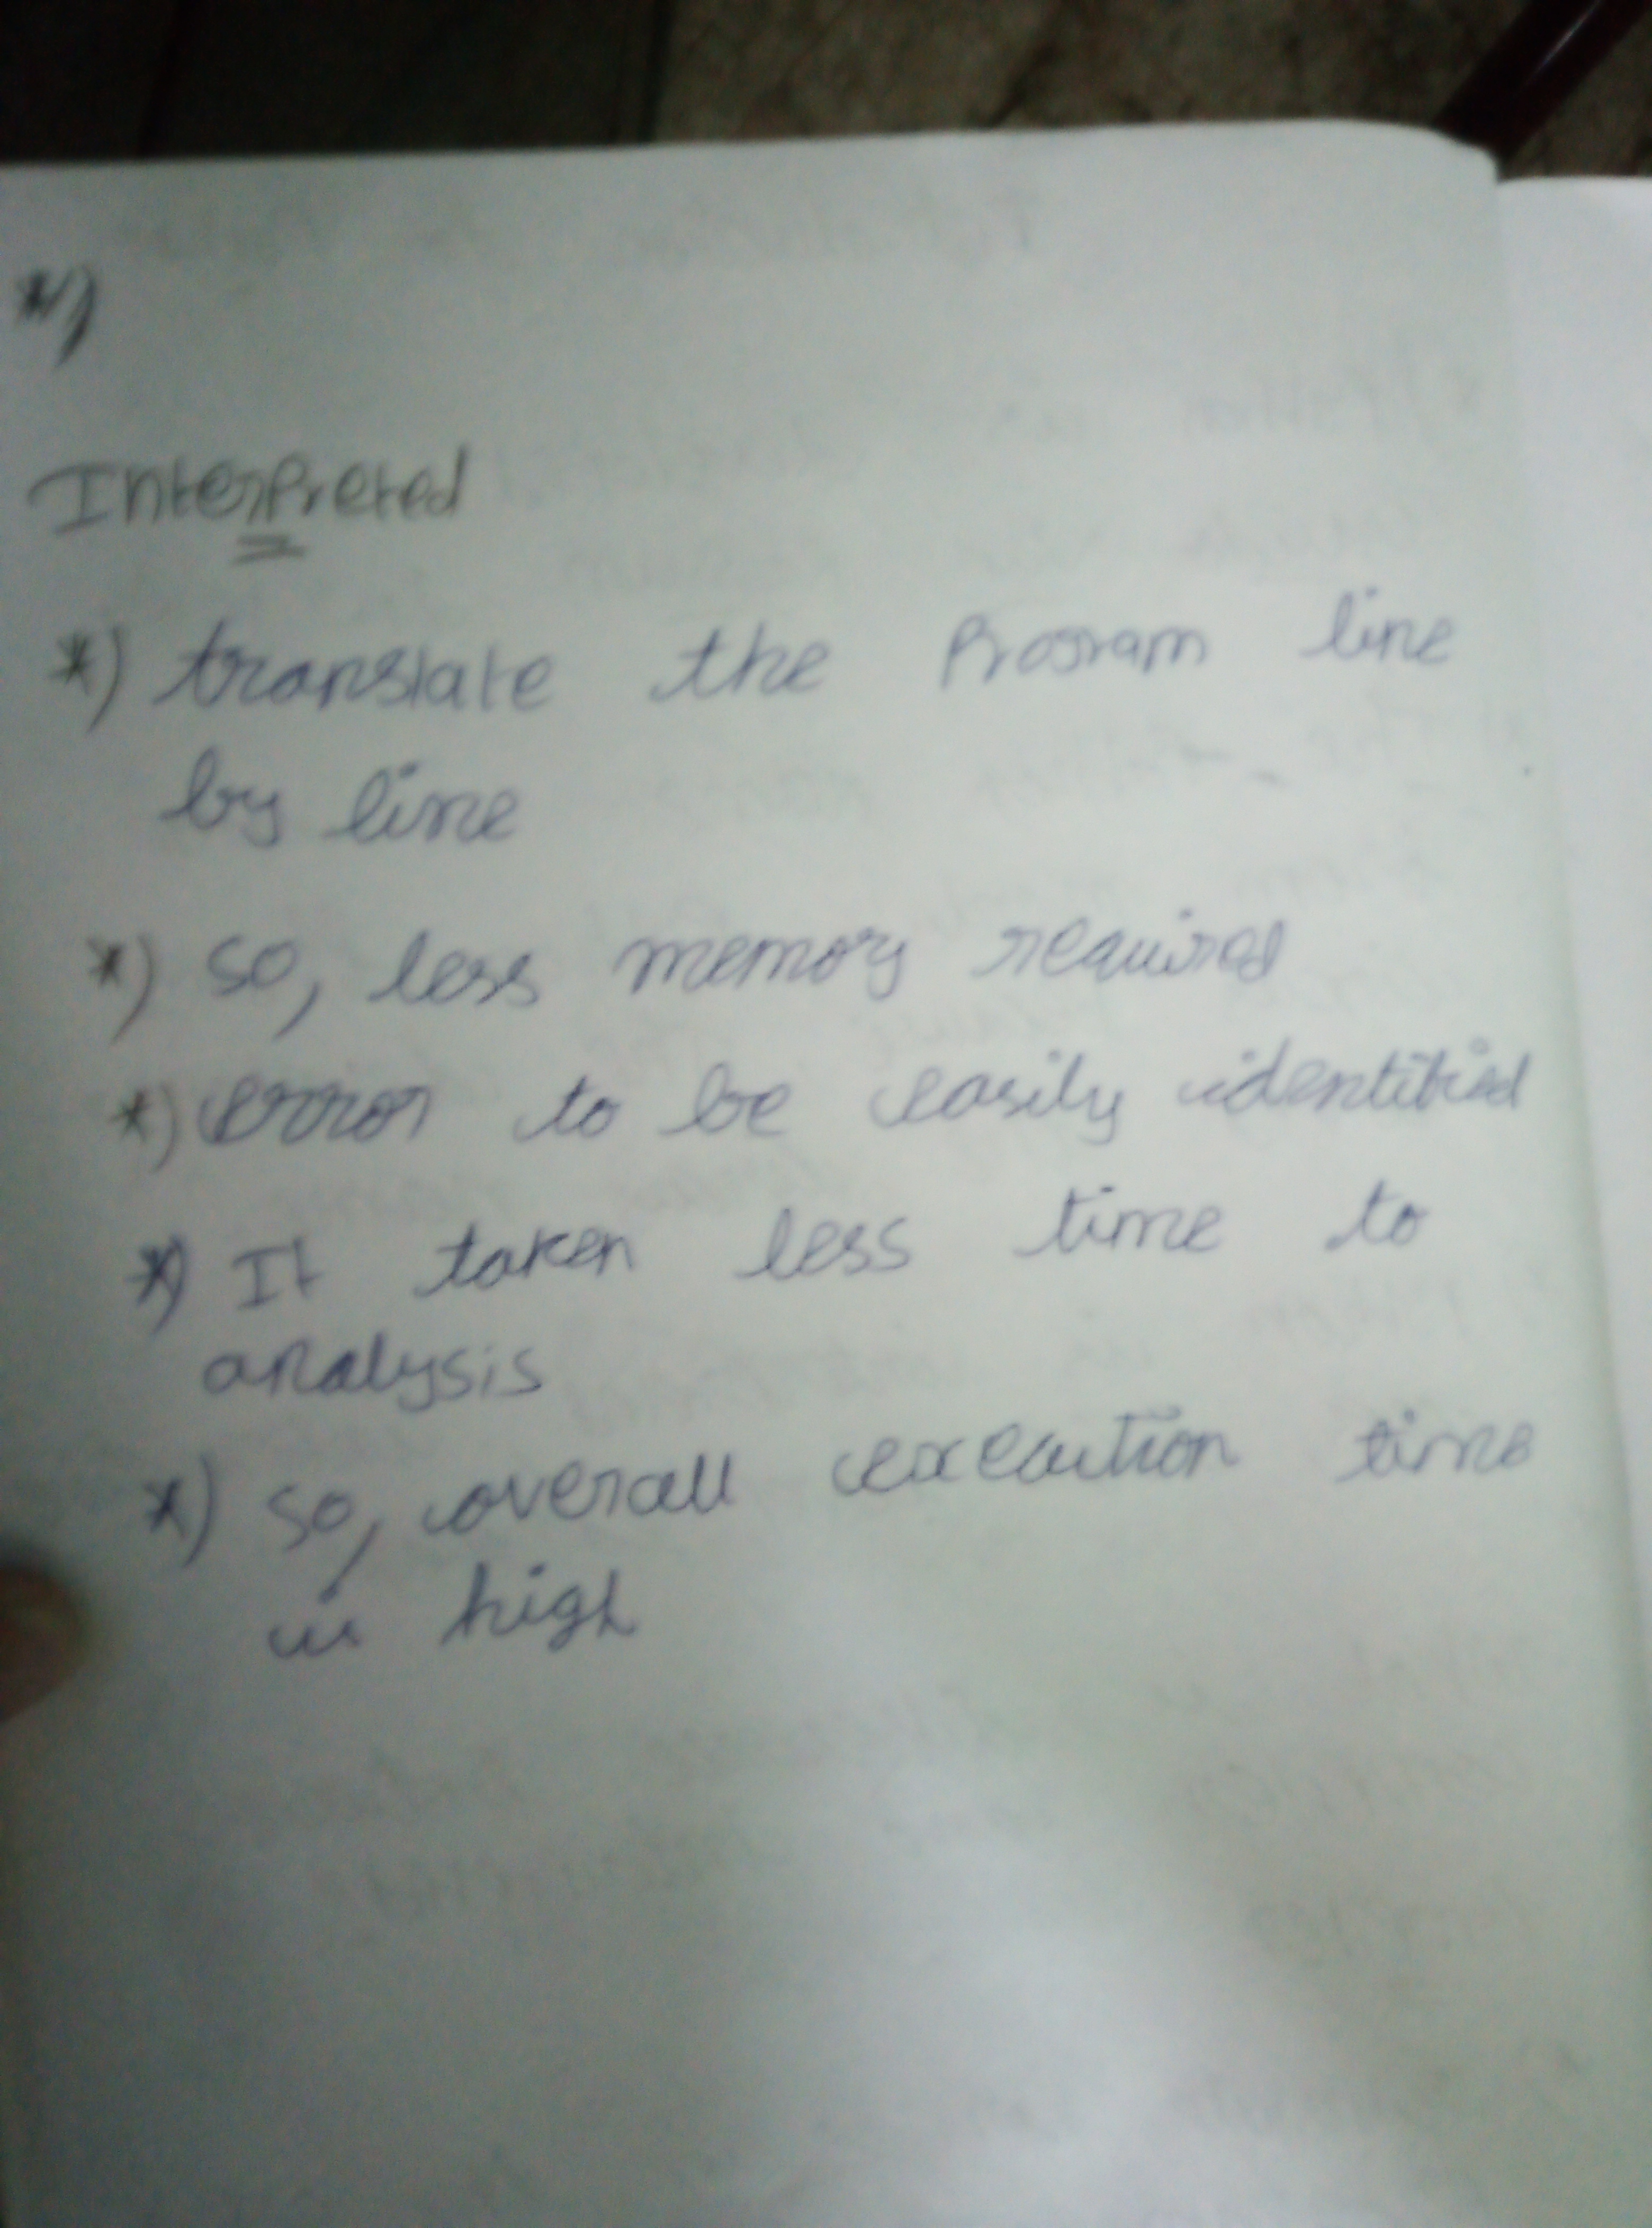 *)
Interpreted
*) translate the Program line
by line
*) so, less memory required
*) error to be easily identified
*) It taken less time to
analysis
*) so, overall execution time
is high